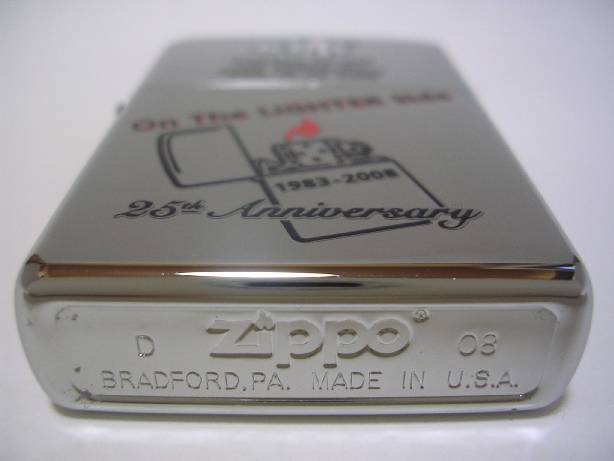 On The LIGHTER Side
1983-2008
25th Anniversary
D zippo® 08
BRADFORD, PA. MADE IN U.S.A.